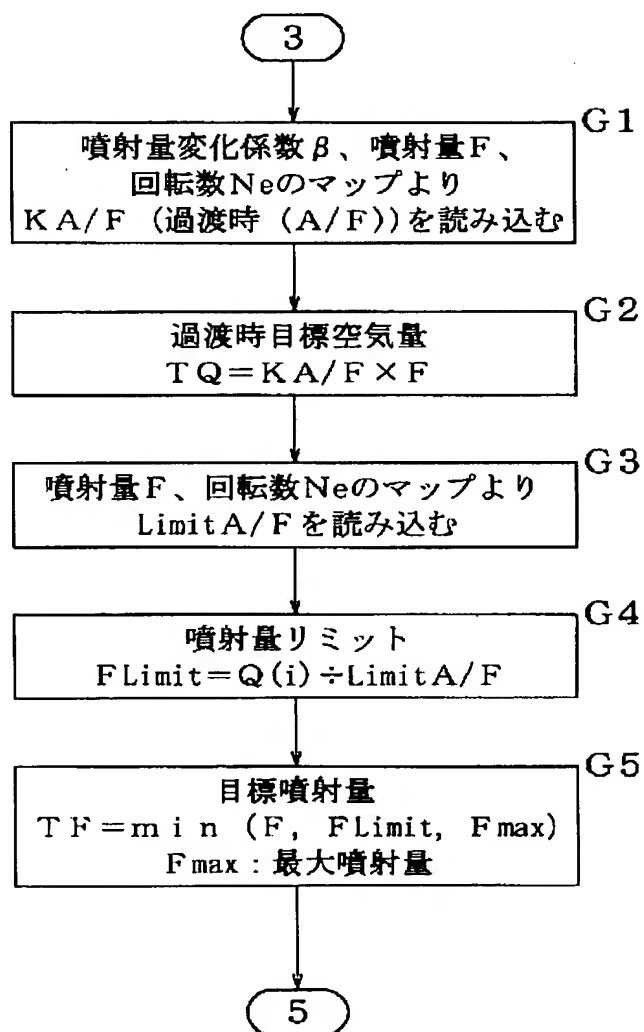 3
G1
噴射量変化係数β、噴射量F、
回転数Neのマップより
KA/F (過渡時 (A/F))を読み込む
G2
過渡時目標空気量
TQ=KA/F×F
G3
噴射量F、回転数Neのマップより
LimitA/Fを読み込む
G4
噴射量リミット
FLimit=Q(i)÷LimitA/F
G5
目標噴射量
TF=min (F, FLimit, Fmax)
Fmax:最大噴射量
5